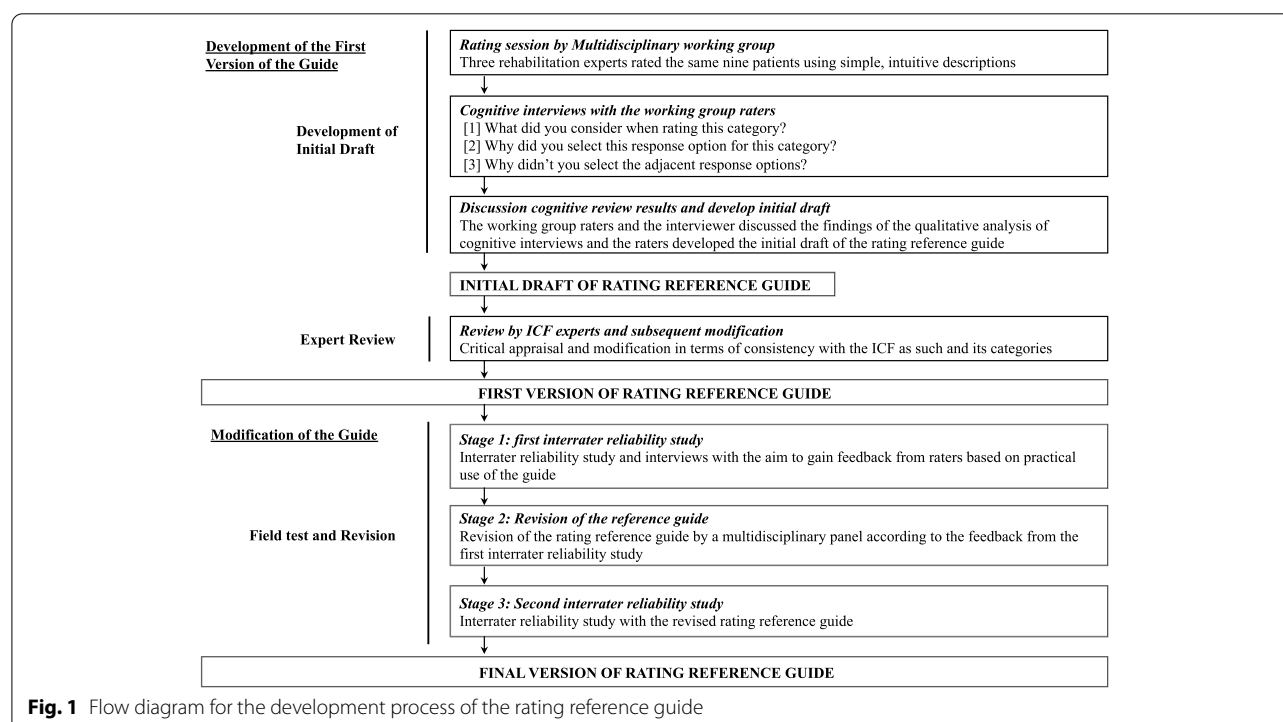 Development of the First
Version of the Guide
Rating session by Multidisciplinary working group
Three rehabilitation experts rated the same nine patients using simple, intuitive descriptions
Development of
Initial Draft
Cognitive interviews with the working group raters
[1] What did you consider when rating this category?
[2] Why did you select this response option for this category?
[3] Why didn't you select the adjacent response options?
Discussion cognitive review results and develop initial draft
The working group raters and the interviewer discussed the findings of the qualitative analysis of
cognitive interviews and the raters developed the initial draft of the rating reference guide
INITIAL DRAFT OF RATING REFERENCE GUIDE
Expert Review
Review by ICF experts and subsequent modification
Critical appraisal and modification in terms of consistency with the ICF as such and its categories
FIRST VERSION OF RATING REFERENCE GUIDE
Modification of the Guide
Stage 1: first interrater reliability study
Interrater reliability study and interviews with the aim to gain feedback from raters based on practical
use of the guide
Field test and Revision
Stage 2: Revision of the reference guide
Revision of the rating reference guide by a multidisciplinary panel according to the feedback from the
first interrater reliability study
Stage 3: Second interrater reliability study
Interrater reliability study with the revised rating reference guide
FINAL VERSION OF RATING REFERENCE GUIDE
Fig. 1 Flow diagram for the development process of the rating reference guide